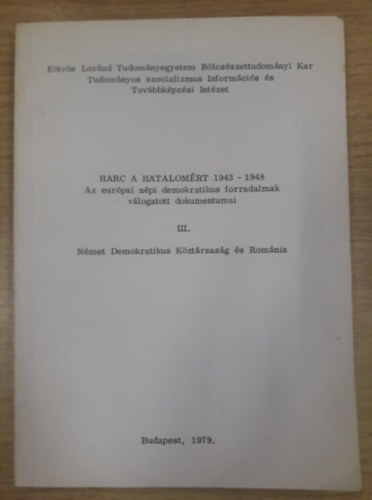 Eötvös Loránd Tudományegyetem Bölcsészettudományi Kar
Tudományos szocializmus Információs és
Továbbképzési Intézet
HARC A HATALOMÉRT 1943 - 1948
Az európai népi demokratikus forradalmak
válogatott dokumentumai
III.
Német Demokratikus Köztársaság és Románia
Budapest, 1979.